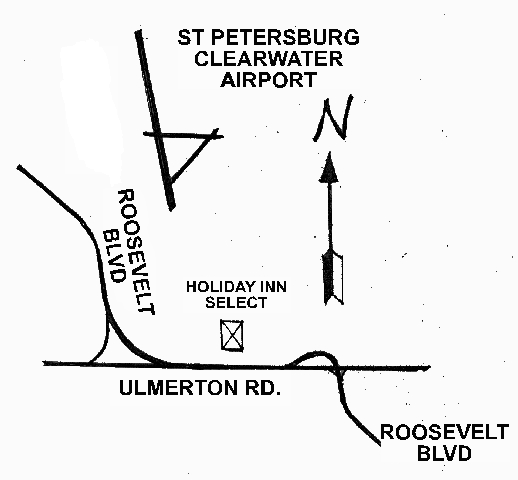 ST PETERSBURG
CLEARWATER
AIRPORT
N
ROOSEVELT
BLVD
HOLIDAY INN
SELECT
ULMERTON RD.
ROOSEVELT
BLVD